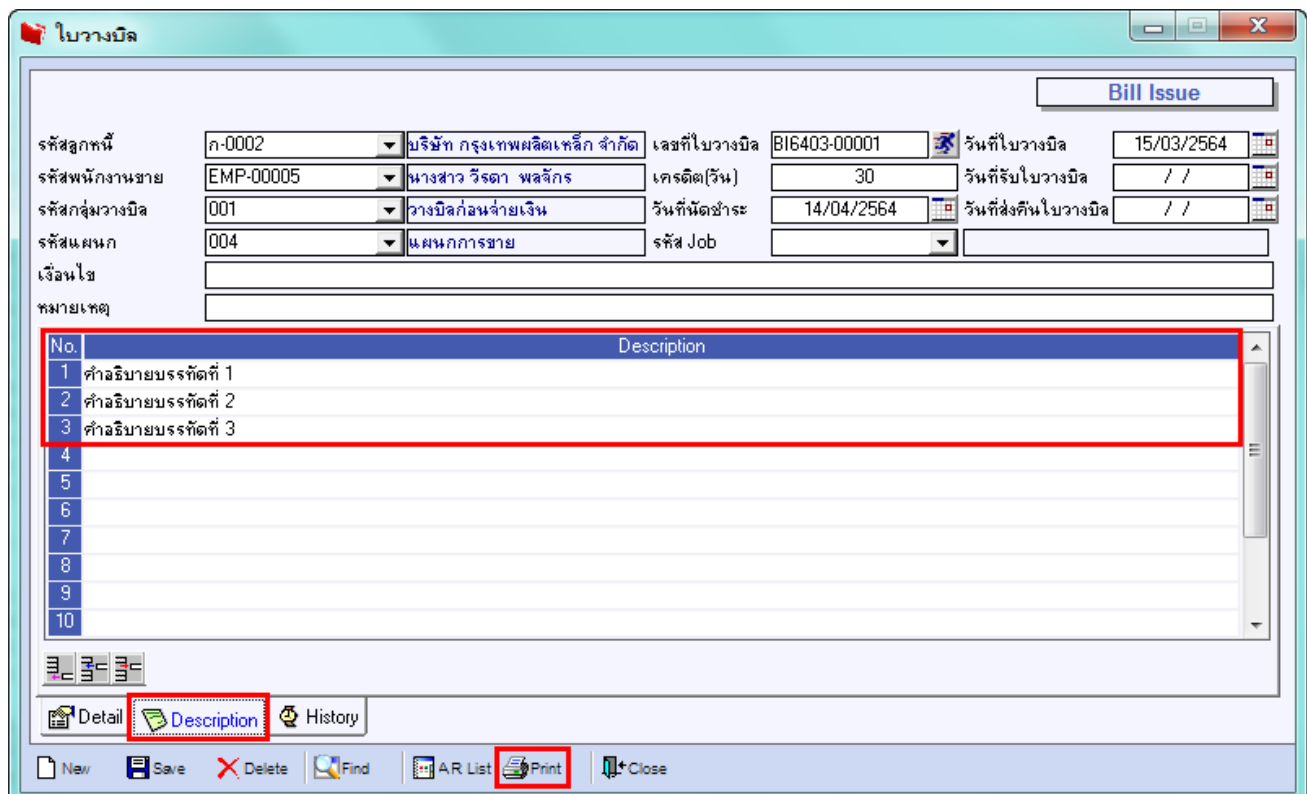 ใบวางบิล
Bill Issue
รหัสลูกหนี้ ก-0002 บริษัท กรุงเทพผลิตเหล็ก จำกัด เลขที่ใบวางบิล BI6403-00001 วันที่ใบวางบิล 15/03/2564
รหัสพนักงานขาย EMP-00005 นางสาว วีรดา พลจักร เครดิต(วัน) 30 วันที่รับใบวางบิล / /
รหัสกลุ่มวางบิล 001 วางบิลก่อนจ่ายเงิน วันที่นัดชำระ 14/04/2564 วันที่ส่งคืนใบวางบิล / /
รหัสแผนก 004 แผนกการขาย รหัส Job
เงื่อนไข
หมายเหตุ
No. Description
1 คำอธิบายบรรทัดที่ 1
2 คำอธิบายบรรทัดที่ 2
3 คำอธิบายบรรทัดที่ 3
4
5
6
7
8
9
10
Detail Description History
New Save Delete Find AR List Print Close